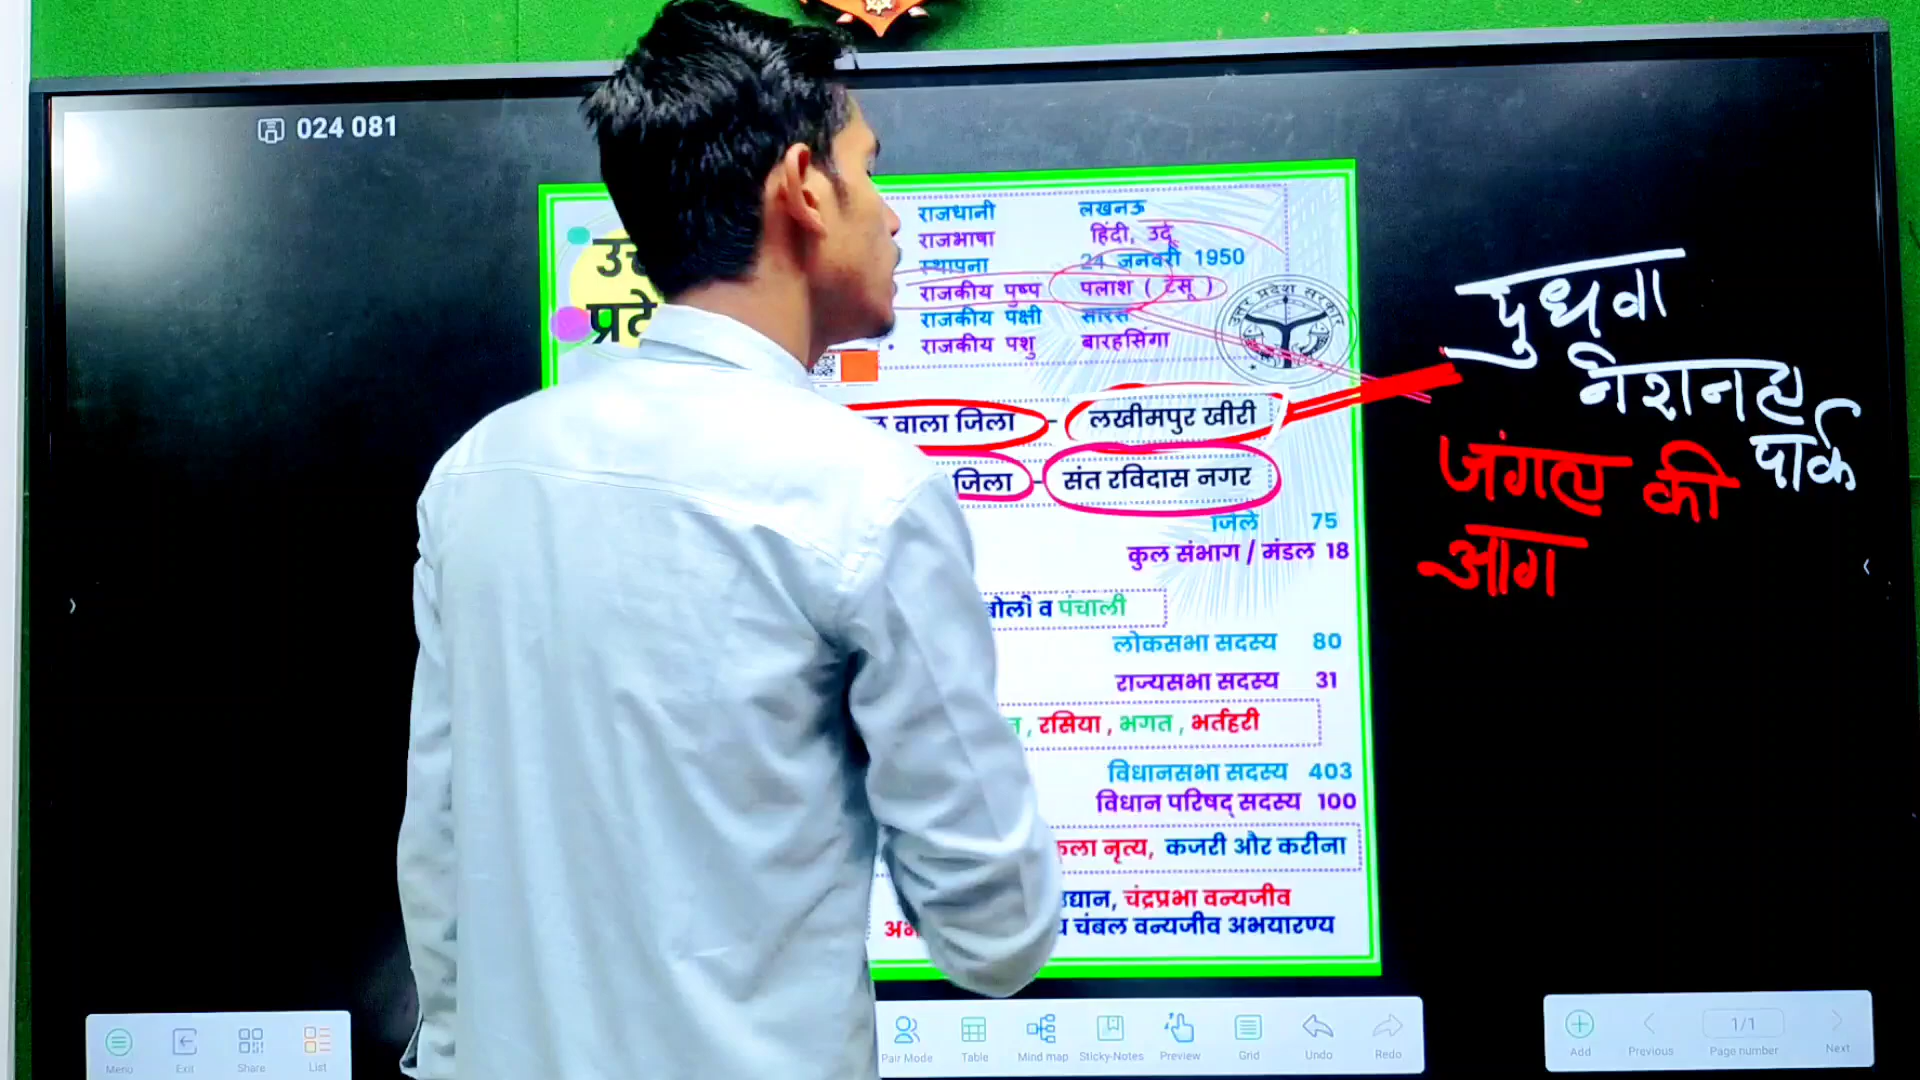 024 081
राजधानी लखनऊ
राजभाषा हिंदी, उर्दू
स्थापना 24 जनवरी 1950
राजकीय पुष्प पलाश ( टेसू )
राजकीय पक्षी सारस
राजकीय पशु बारहसिंगा
उत्तर प्रदेश सरकार
वाला जिला - लखीमपुर खीरी
जिला - संत रविदास नगर
जिले 75
कुल संभाग / मंडल 18
व पंचाली
लोकसभा सदस्य 80
राज्यसभा सदस्य 31
, रसिया , भगत , भर्तहरी
विधानसभा सदस्य 403
विधान परिषद् सदस्य 100
नृत्य, कजरी और करीना
चंद्रप्रभा वन्यजीव
चंबल वन्यजीव अभयारण्य
पुधवा
नेशनल
पार्क
जंगल की
आग
Menu Exit Share List
Pair Mode Table Mind map Sticky-Notes Preview Grid Undo Redo
1/1
Add Previous Page number Next